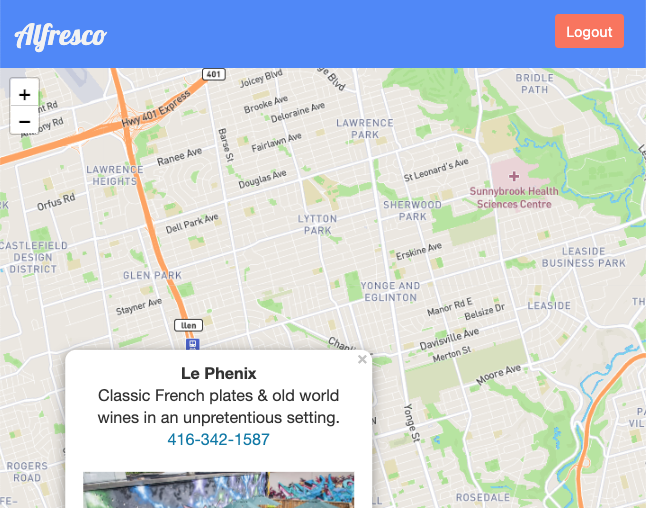 Alfresco
Logout
+
−
401
Joicey Blvd
BRIDLE
PATH
Hwy 401 Express
Brooke Ave
Deloraine Ave
LAWRENCE
PARK
Barse St
Fairlawn Ave
Ranee Ave
LAWRENCE
HEIGHTS
Douglas Ave
St Leonard's Ave
Sunnybrook Health
Sciences Centre
Orfus Rd
SHERWOOD
PARK
Dell Park Ave
LYTTON
PARK
CASTLEFIELD
DESIGN
DISTRICT
Erskine Ave
LEASIDE
BUSINESS PARK
GLEN PARK
YONGE AND
EGLINTON
Stayner Ave
Manor Rd E
Belsize Dr
LEASIDE
llen
Davisville Ave
Merton St
Moore Ave
×
Le Phenix
Classic French plates & old world
wines in an unpretentious setting.
416-342-1587
Yonge St
ROGERS
ROAD
ROSEDALE